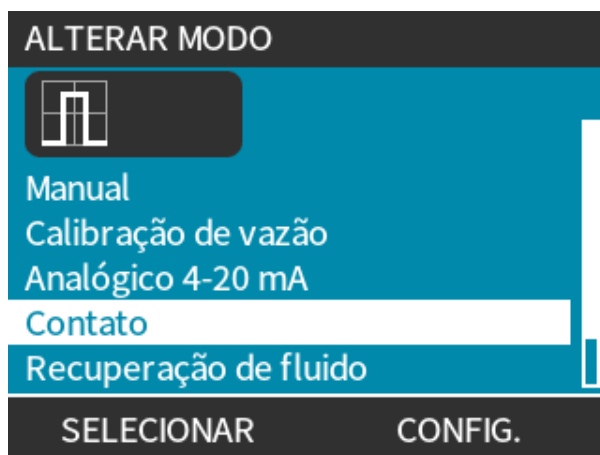 ALTERAR MODO
Manual
Calibração de vazão
Analógico 4-20 mA
Contato
Recuperação de fluido
SELECIONAR CONFIG.